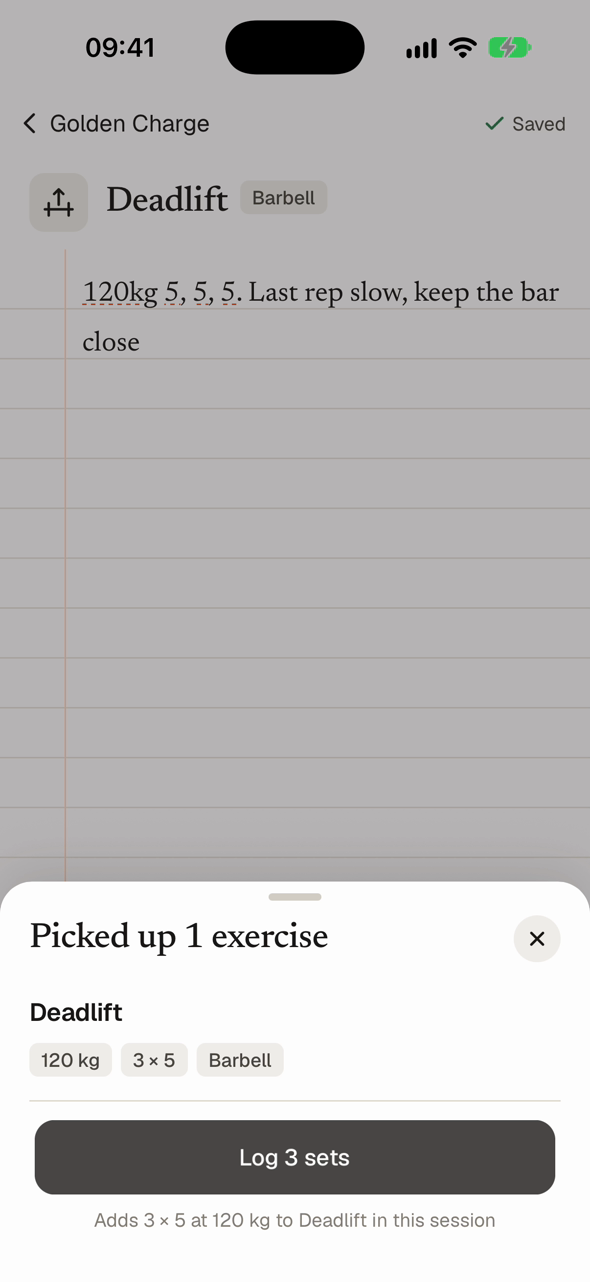 09:41
Golden Charge
Saved
Deadlift
Barbell
120kg 5, 5, 5. Last rep slow, keep the bar
close
Picked up 1 exercise
Deadlift
120 kg
3 × 5
Barbell
Log 3 sets
Adds 3 × 5 at 120 kg to Deadlift in this session